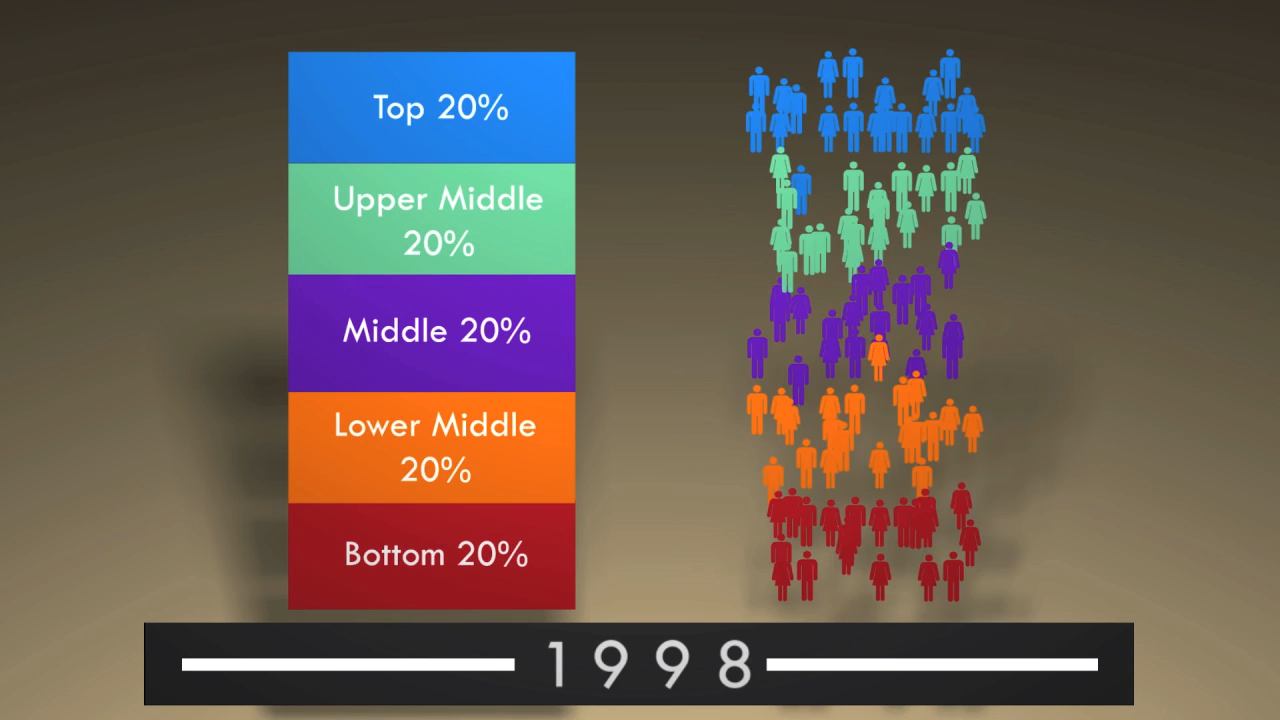 Top 20%
Upper Middle
20%
Middle 20%
Lower Middle
20%
Bottom 20%
1998